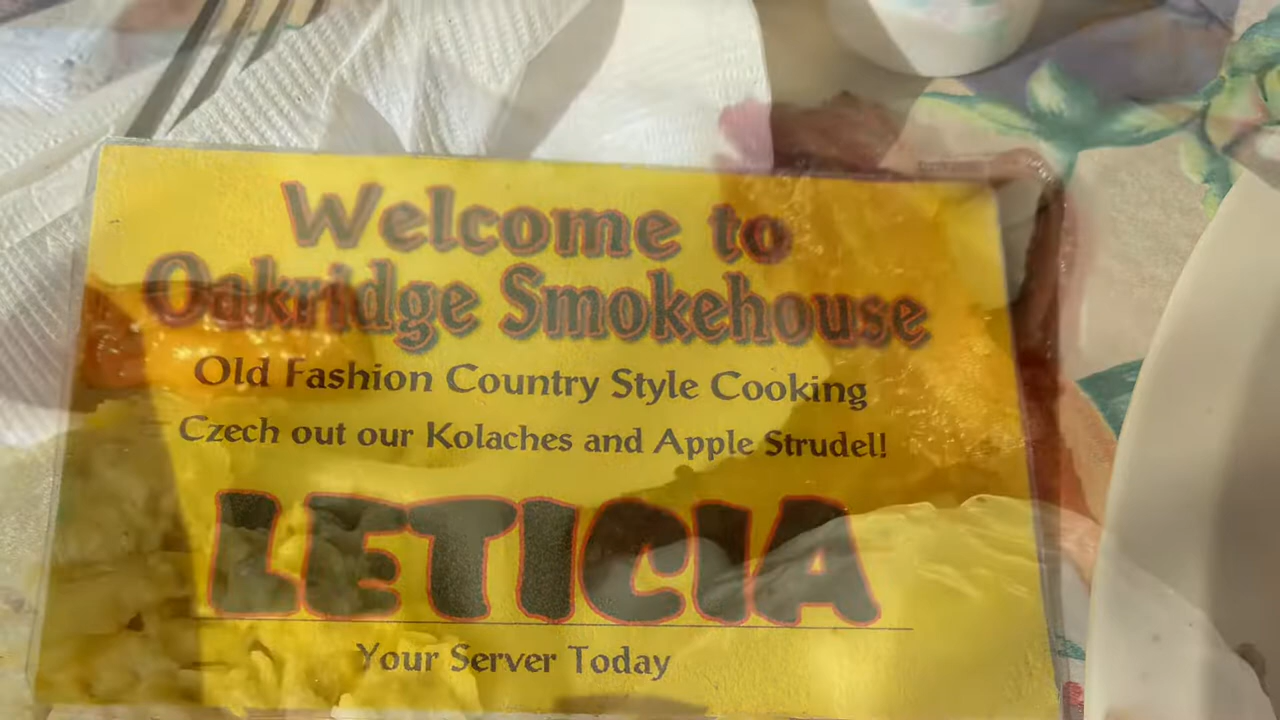 Welcome to
Oakridge Smokehouse
Old Fashion Country Style Cooking
Czech out our Kolaches and Apple Strudel!
LETICIA
Your Server Today